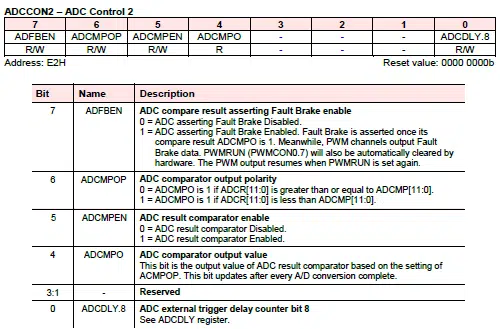 ADCCON2 – ADC Control 2
7 6 5 4 3 2 1 0
ADFBEN ADCMPOP ADCMPEN ADCMPO - - - ADCDLY.8
R/W R/W R/W R - - - R/W
Address: E2H Reset value: 0000 0000b
Bit Name Description
7 ADFBEN ADC compare result asserting Fault Brake enable
0 = ADC asserting Fault Brake Disabled.
1 = ADC asserting Fault Brake Enabled. Fault Brake is asserted once its
compare result ADCMPO is 1. Meanwhile, PWM channels output Fault
Brake data. PWMRUN (PWMCON0.7) will also be automatically cleared by
hardware. The PWM output resumes when PWMRUN is set again.
6 ADCMPOP ADC comparator output polarity
0 = ADCMPO is 1 if ADCR[11:0] is greater than or equal to ADCMP[11:0].
1 = ADCMPO is 1 if ADCR[11:0] is less than ADCMP[11:0].
5 ADCMPEN ADC result comparator enable
0 = ADC result comparator Disabled.
1 = ADC result comparator Enabled.
4 ADCMPO ADC comparator output value
This bit is the output value of ADC result comparator based on the setting of
ACMPOP. This bit updates after every A/D conversion complete.
3:1 - Reserved
0 ADCDLY.8 ADC external trigger delay counter bit 8
See ADCDLY register.